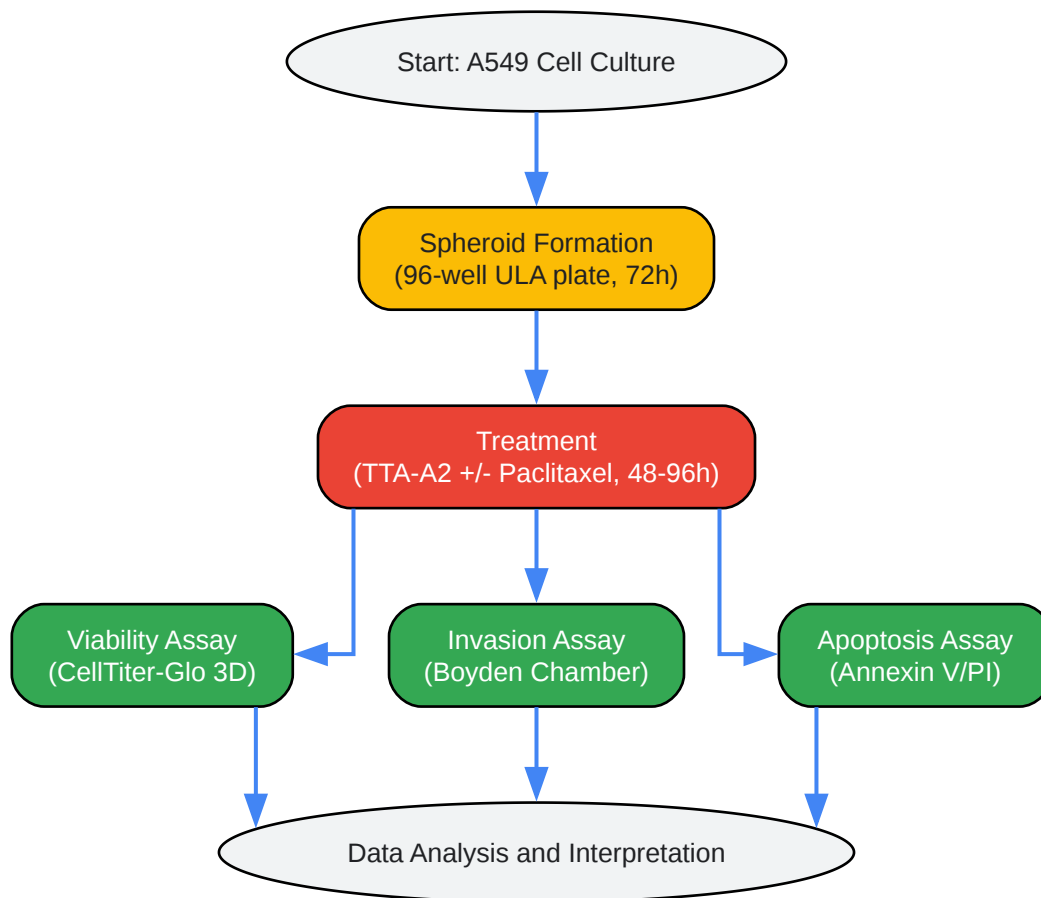 Start: A549 Cell Culture
Spheroid Formation
(96-well ULA plate, 72h)
Treatment
(TTA-A2 +/- Paclitaxel, 48-96h)
Viability Assay
(CellTiter-Glo 3D)
Invasion Assay
(Boyden Chamber)
Apoptosis Assay
(Annexin V/PI)
Data Analysis and Interpretation